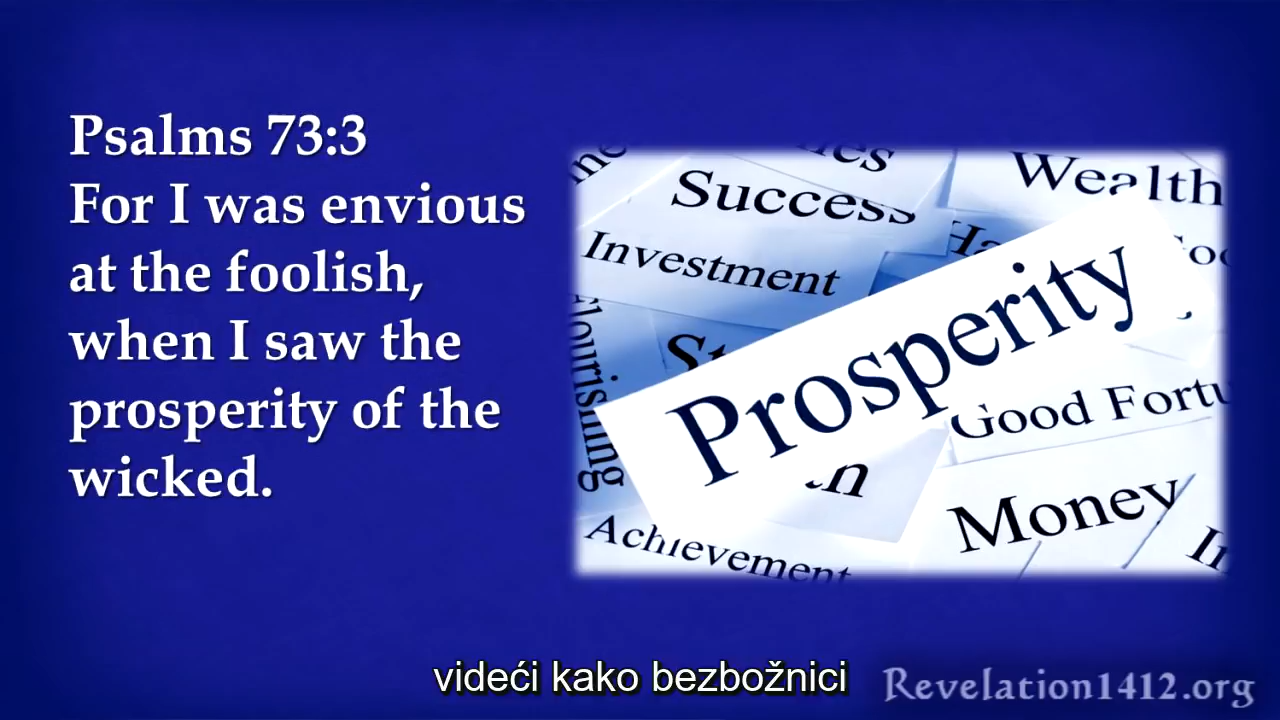 Psalms 73:3
For I was envious
at the foolish,
when I saw the
prosperity of the
wicked.
Success
Wealth
Investment
Prosperity
Good Fortu
Money
Flourishing
Achievement
videći kako bezbožnici
Revelation1412.org